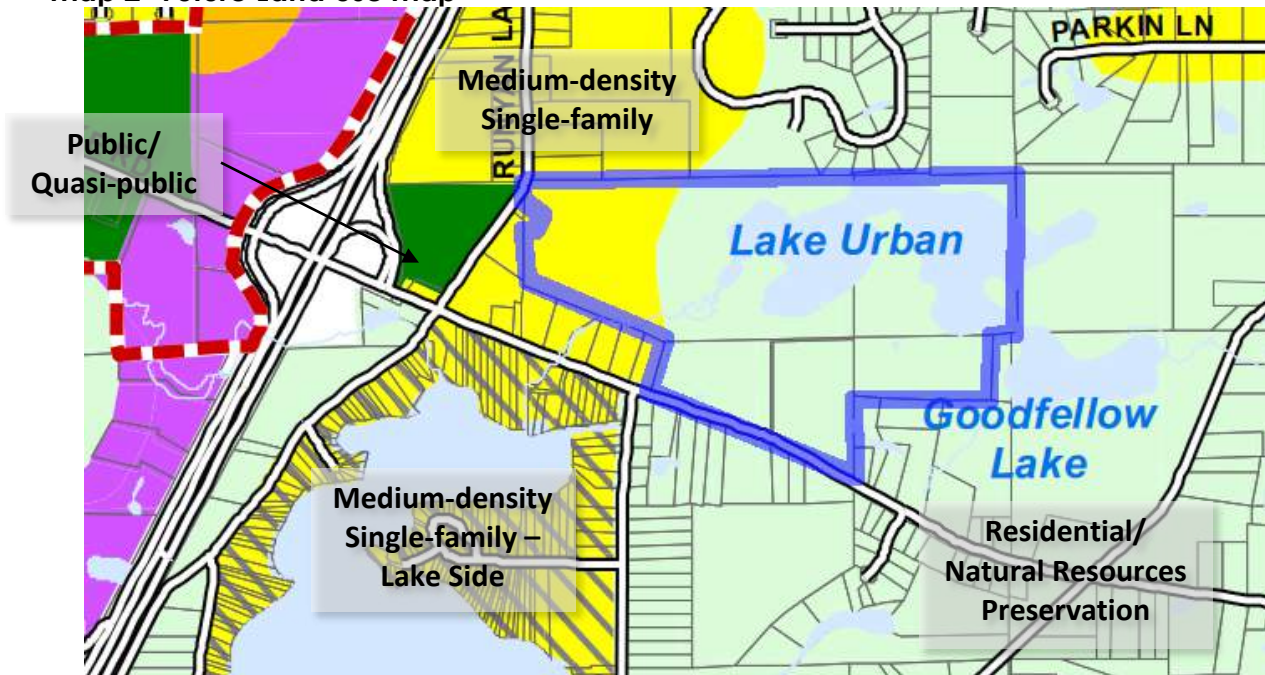 PARKIN LN
Medium-density
Single-family
Public/
Quasi-public
Lake Urban
Goodfellow
Lake
Medium-density
Single-family –
Lake Side
Residential/
Natural Resources
Preservation